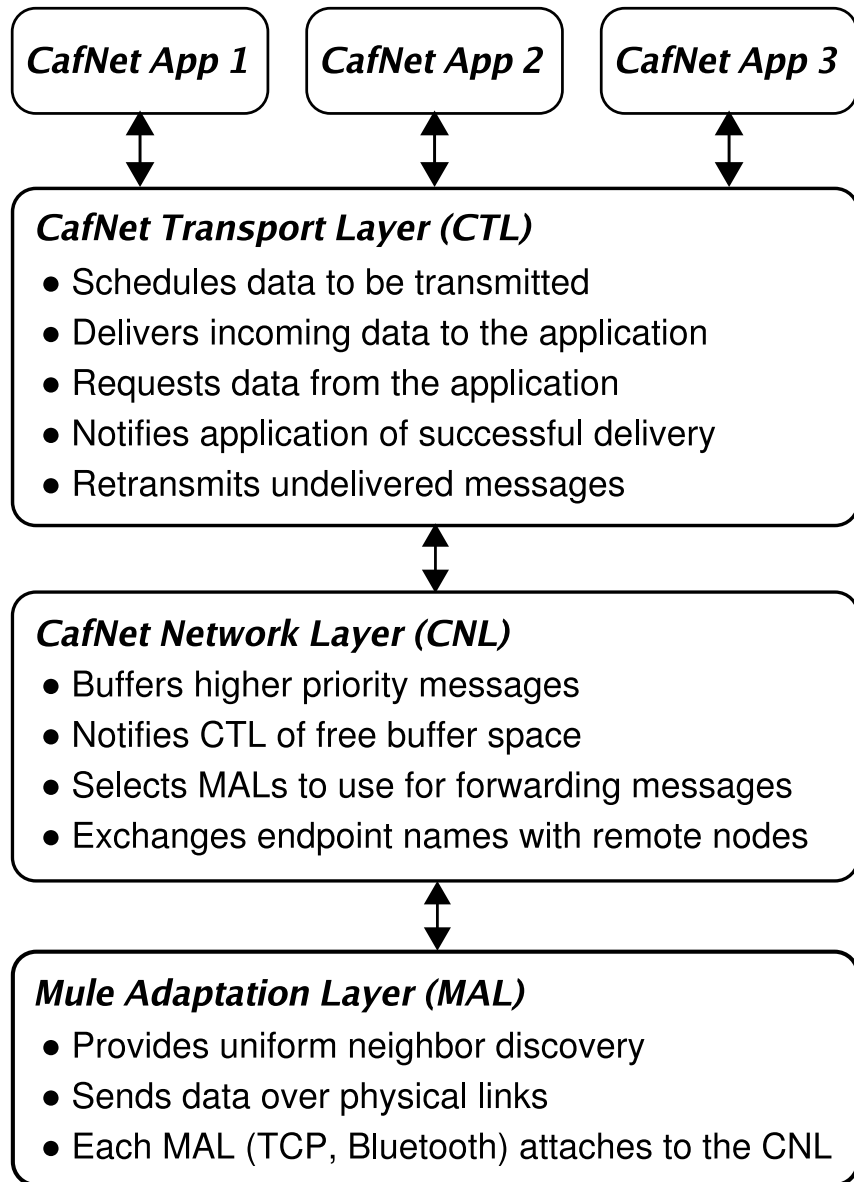 CafNet App 1
CafNet App 2
CafNet App 3
CafNet Transport Layer (CTL)
● Schedules data to be transmitted
● Delivers incoming data to the application
● Requests data from the application
● Notifies application of successful delivery
● Retransmits undelivered messages
CafNet Network Layer (CNL)
● Buffers higher priority messages
● Notifies CTL of free buffer space
● Selects MALs to use for forwarding messages
● Exchanges endpoint names with remote nodes
Mule Adaptation Layer (MAL)
● Provides uniform neighbor discovery
● Sends data over physical links
● Each MAL (TCP, Bluetooth) attaches to the CNL